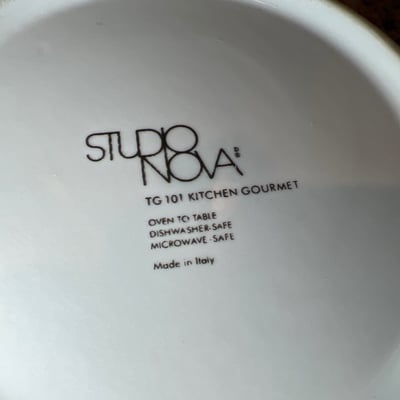 STUDIO
NOVA®
TG 101 KITCHEN GOURMET
OVEN TO TABLE
DISHWASHER-SAFE
MICROWAVE-SAFE
Made in Italy